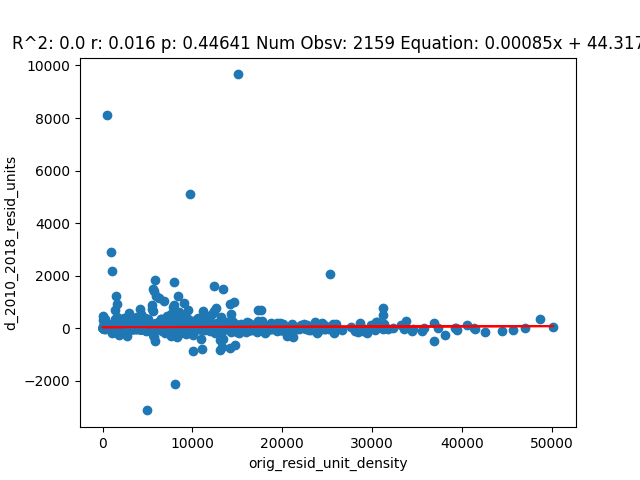 R^2: 0.0 r: 0.016 p: 0.44641 Num Obsv: 2159 Equation: 0.00085x + 44.317
10000
8000
6000
4000
2000
0
−2000
d_2010_2018_resid_units
0 10000 20000 30000 40000 50000
orig_resid_unit_density